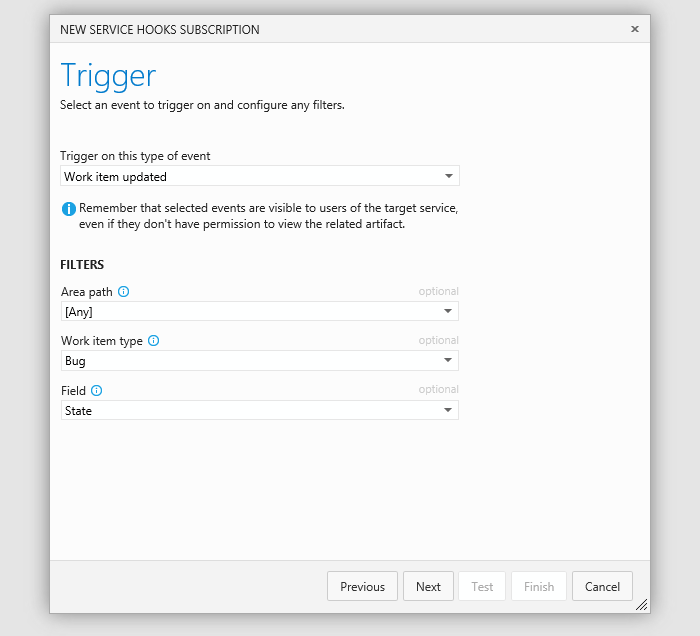 NEW SERVICE HOOKS SUBSCRIPTION
Trigger
Select an event to trigger on and configure any filters.
Trigger on this type of event
Work item updated
Remember that selected events are visible to users of the target service,
even if they don't have permission to view the related artifact.
FILTERS
Area path optional
[Any]
Work item type optional
Bug
Field optional
State
Previous Next Test Finish Cancel